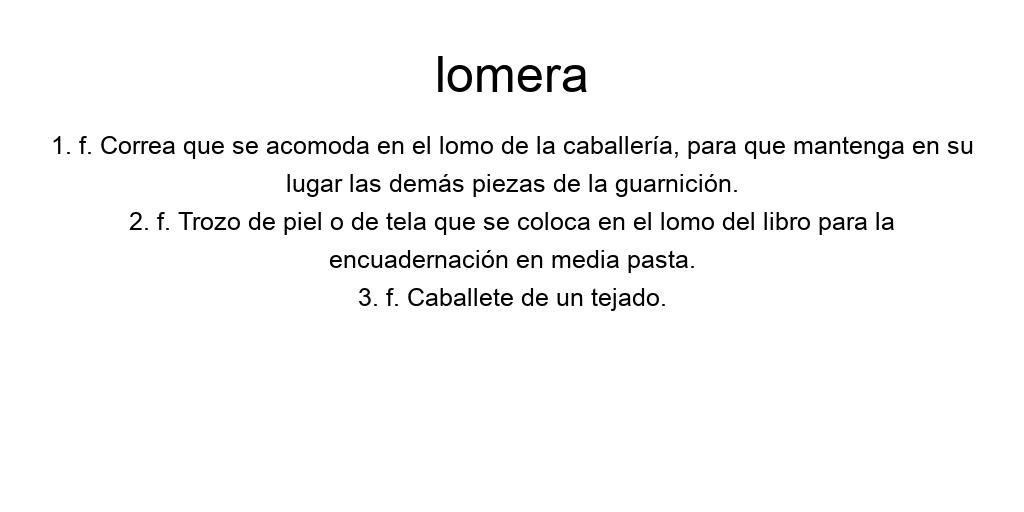 lomera
1. f. Correa que se acomoda en el lomo de la caballería, para que mantenga en su
lugar las demás piezas de la guarnición.
2. f. Trozo de piel o de tela que se coloca en el lomo del libro para la
encuadernación en media pasta.
3. f. Caballete de un tejado.